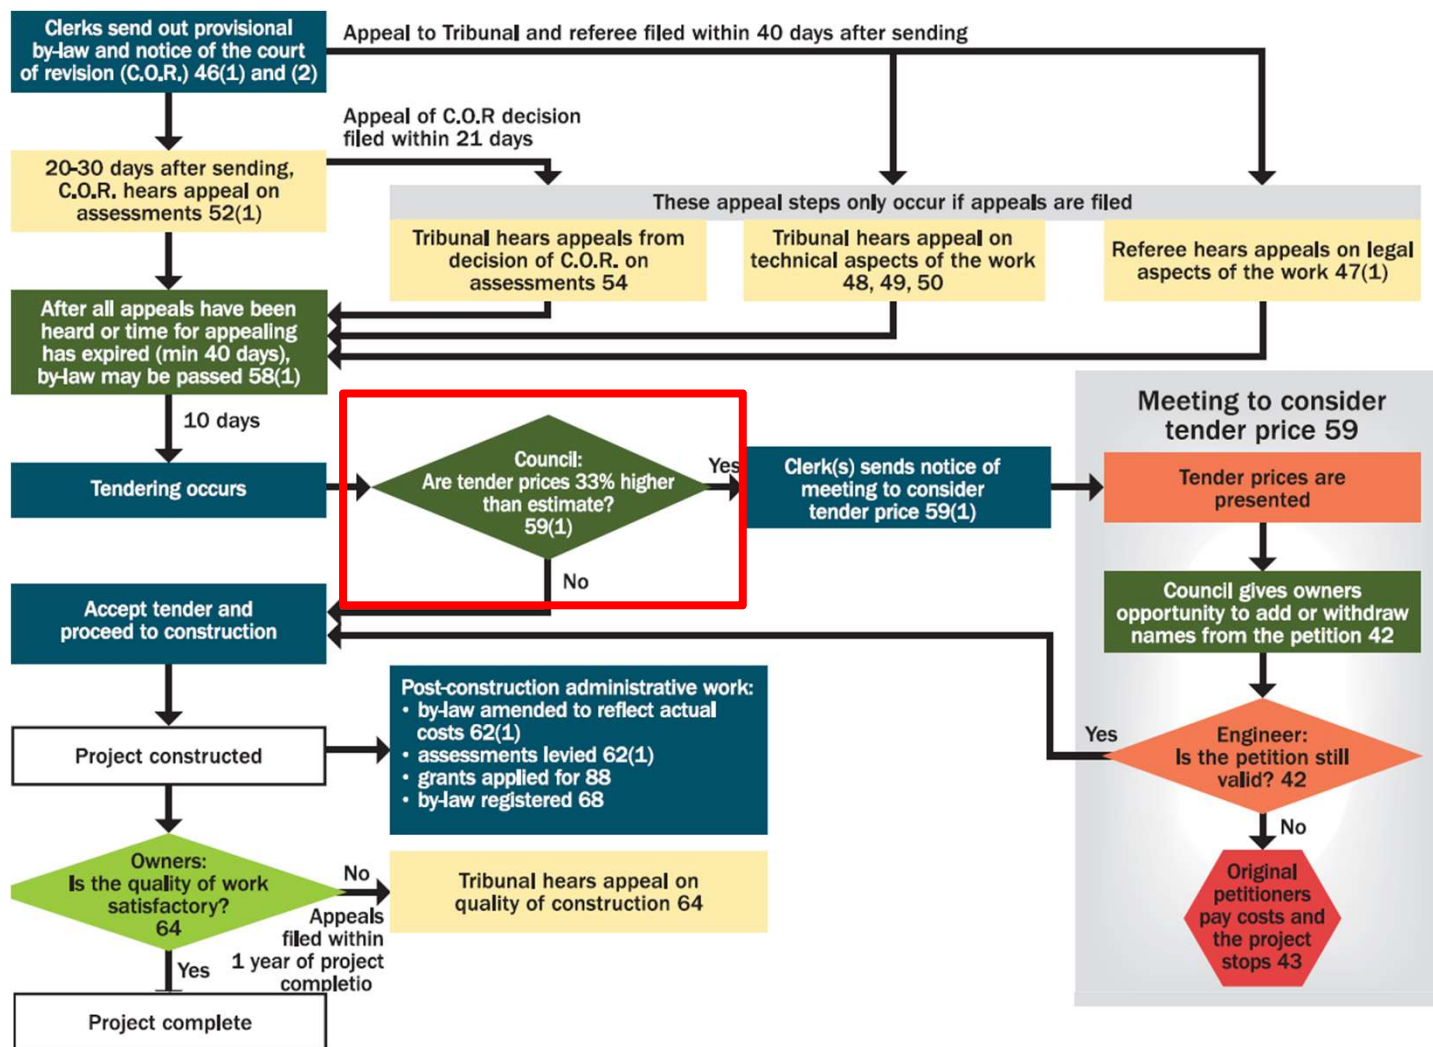 Clerks send out provisional
by-law and notice of the court
of revision (C.O.R.) 46(1) and (2)
Appeal to Tribunal and referee filed within 40 days after sending
Appeal of C.O.R decision
filed within 21 days
20-30 days after sending,
C.O.R. hears appeal on
assessments 52(1)
These appeal steps only occur if appeals are filed
Tribunal hears appeals from
decision of C.O.R. on
assessments 54
Tribunal hears appeal on
technical aspects of the work
48, 49, 50
Referee hears appeals on legal
aspects of the work 47(1)
After all appeals have been
heard or time for appealing
has expired (min 40 days),
by-law may be passed 58(1)
10 days
Tendering occurs
Council:
Are tender prices 33% higher
than estimate?
59(1)
Yes
No
Clerk(s) sends notice of
meeting to consider
tender price 59(1)
Meeting to consider
tender price 59
Tender prices are
presented
Council gives owners
opportunity to add or withdraw
names from the petition 42
Engineer:
Is the petition still
valid? 42
Yes
No
Original
petitioners
pay costs and
the project
stops 43
Accept tender and
proceed to construction
Project constructed
Post-construction administrative work:
• by-law amended to reflect actual
costs 62(1)
• assessments levied 62(1)
• grants applied for 88
• by-law registered 68
Owners:
Is the quality of work
satisfactory?
64
No
Appeals
filed within
1 year of project
completio
Tribunal hears appeal on
quality of construction 64
Yes
Project complete